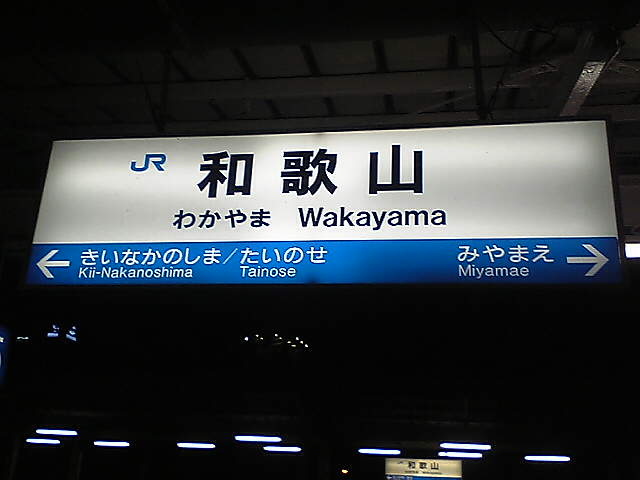 JR 和歌山
わかやま Wakayama
← きいなかのしま/たいのせ みやまえ →
Kii-Nakanoshima Tainose Miyamae
和歌山